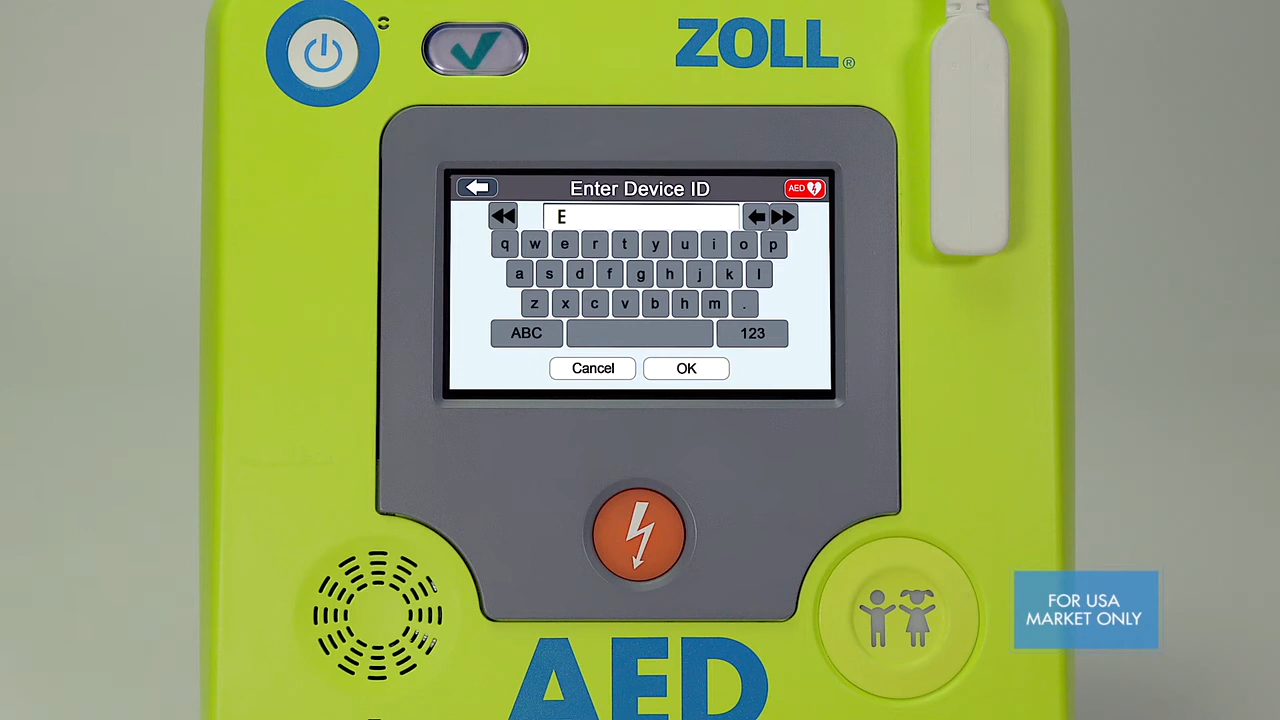 ZOLL®
Enter Device ID
AED
E
q w e r t y u i o p
a s d f g h j k l
z x c v b h m .
ABC 123
Cancel OK
FOR USA
MARKET ONLY
AED